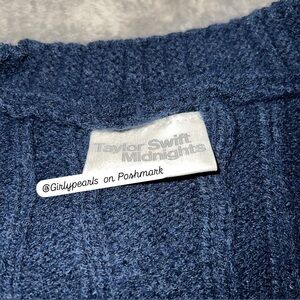 Taylor Swift
Midnights
@Girlypearls on Poshmark